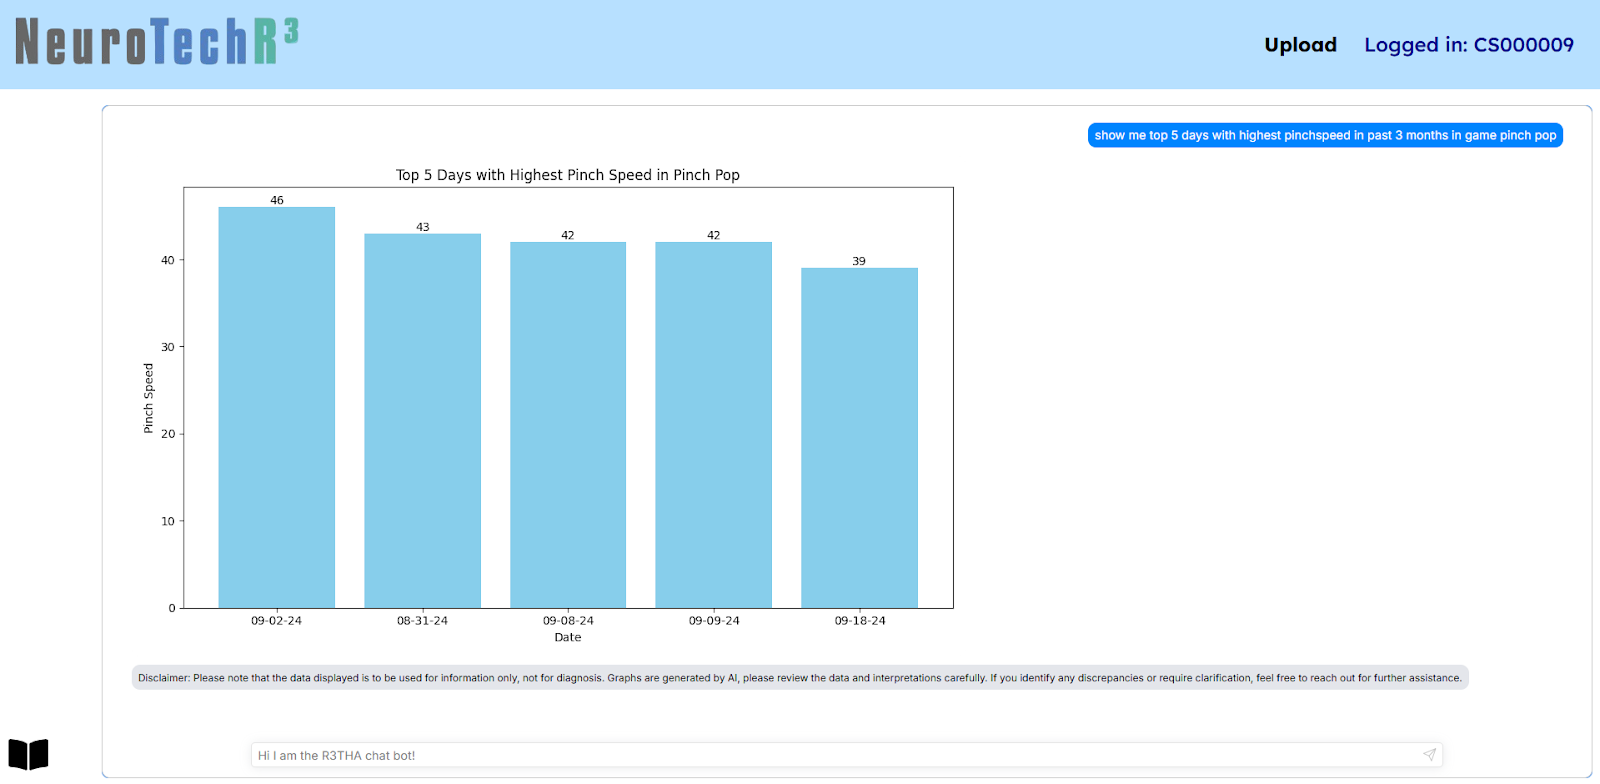 NeuroTechR³
Upload
Logged in: CS000009
show me top 5 days with highest pinchspeed in past 3 months in game pinch pop
Top 5 Days with Highest Pinch Speed in Pinch Pop
46
43
42
42
39
40
30
20
10
0
Pinch Speed
09-02-24
08-31-24
09-08-24
09-09-24
09-18-24
Date
Disclaimer: Please note that the data displayed is to be used for information only, not for diagnosis. Graphs are generated by AI, please review the data and interpretations carefully. If you identify any discrepancies or require clarification, feel free to reach out for further assistance.
Hi I am the R3THA chat bot!